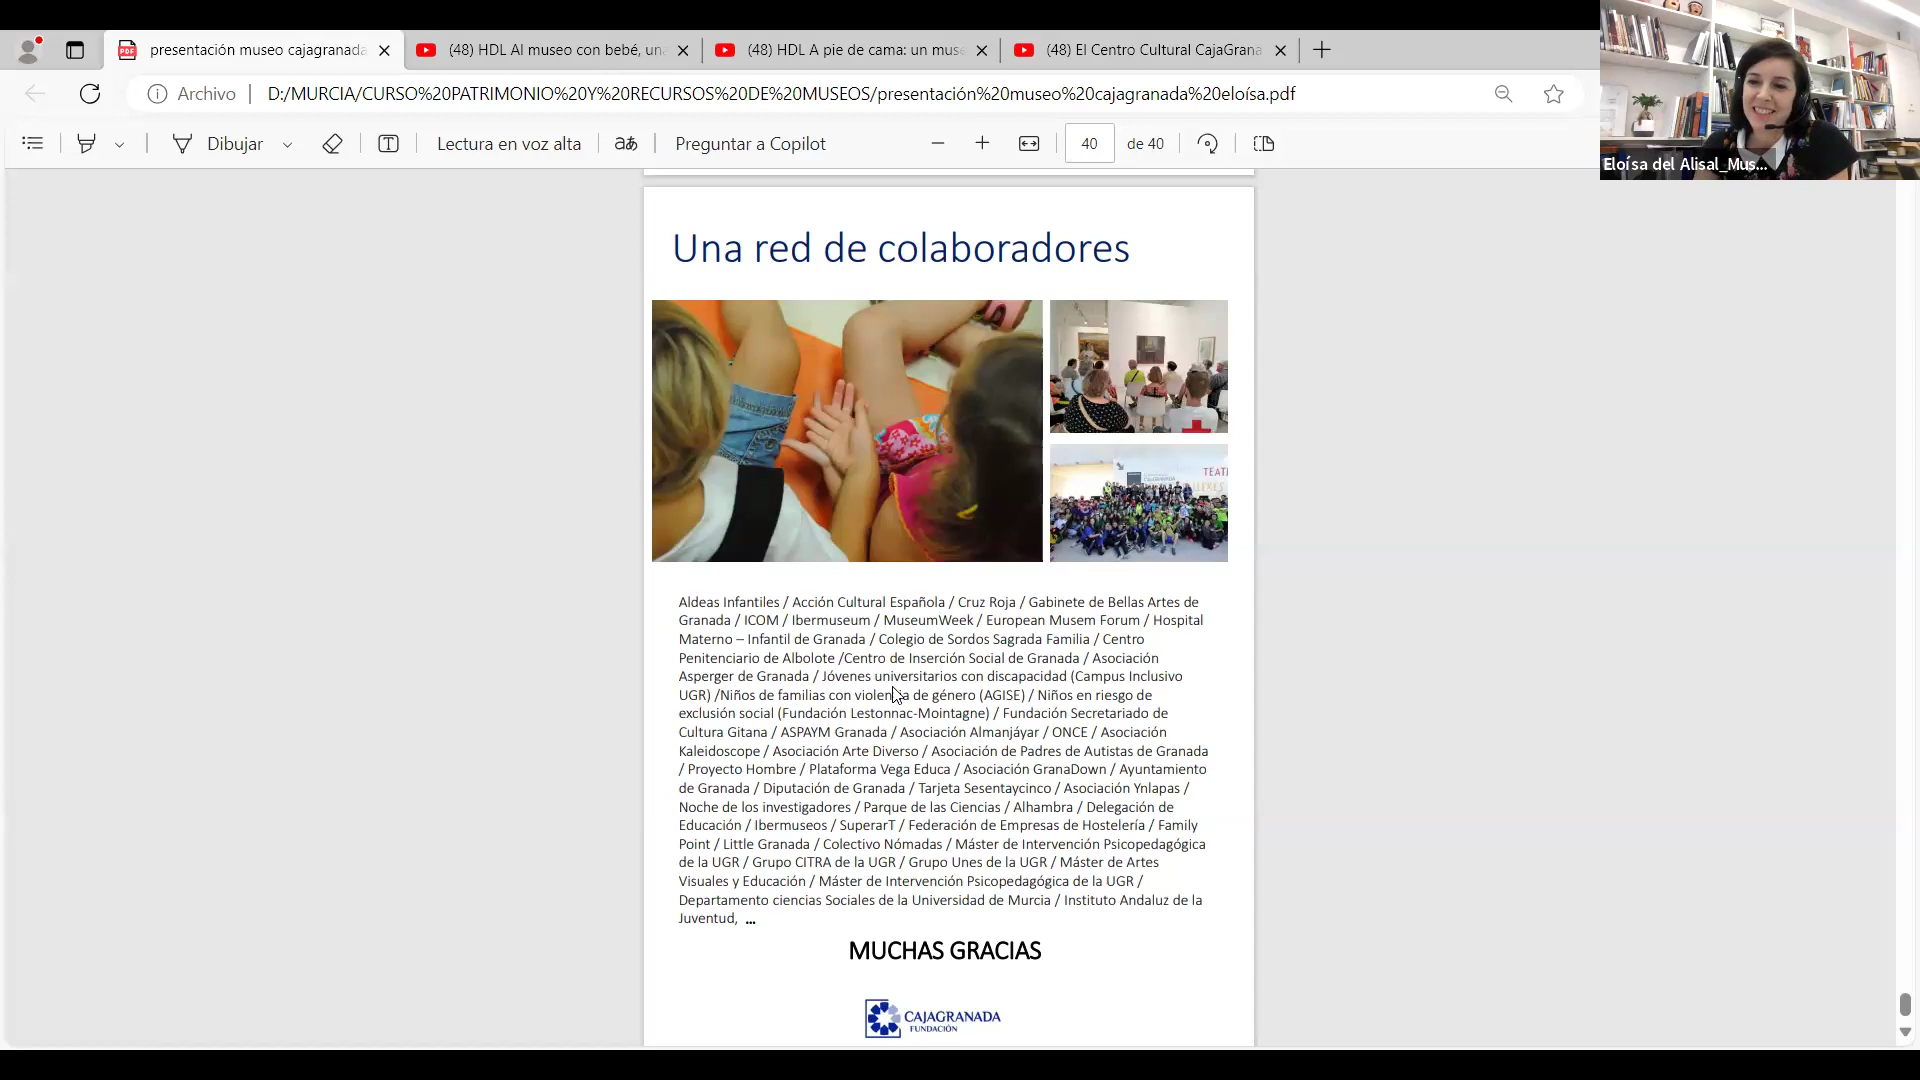 presentación museo cajagranada
(48) HDL Al museo con bebé, una
(48) HDL A pie de cama: un muse
(48) El Centro Cultural CajaGrana
Archivo
D:/MURCIA/CURSO%20PATRIMONIO%20Y%20RECURSOS%20DE%20MUSEOS/presentación%20museo%20cajagranada%20eloísa.pdf
Dibujar
Lectura en voz alta
aあ
Preguntar a Copilot
40
de 40
Eloísa del Alisal_Mus...
Una red de colaboradores
TEAT
CAJAGRANADA
Aldeas Infantiles / Acción Cultural Española / Cruz Roja / Gabinete de Bellas Artes de
Granada / ICOM / Ibermuseum / MuseumWeek / European Musem Forum / Hospital
Materno – Infantil de Granada / Colegio de Sordos Sagrada Familia / Centro
Penitenciario de Albolote /Centro de Inserción Social de Granada / Asociación
Asperger de Granada / Jóvenes universitarios con discapacidad (Campus Inclusivo
UGR) /Niños de familias con violencia de género (AGISE) / Niños en riesgo de
exclusión social (Fundación Lestonnac-Mointagne) / Fundación Secretariado de
Cultura Gitana / ASPAYM Granada / Asociación Almanjáyar / ONCE / Asociación
Kaleidoscope / Asociación Arte Diverso / Asociación de Padres de Autistas de Granada
/ Proyecto Hombre / Plataforma Vega Educa / Asociación GranaDown / Ayuntamiento
de Granada / Diputación de Granada / Tarjeta Sesentaycinco / Asociación Ynlapas /
Noche de los investigadores / Parque de las Ciencias / Alhambra / Delegación de
Educación / Ibermuseos / SuperarT / Federación de Empresas de Hostelería / Family
Point / Little Granada / Colectivo Nómadas / Máster de Intervención Psicopedagógica
de la UGR / Grupo CITRA de la UGR / Grupo Unes de la UGR / Máster de Artes
Visuales y Educación / Máster de Intervención Psicopedagógica de la UGR /
Departamento ciencias Sociales de la Universidad de Murcia / Instituto Andaluz de la
Juventud, ...
MUCHAS GRACIAS
CAJAGRANADA
FUNDACIÓN